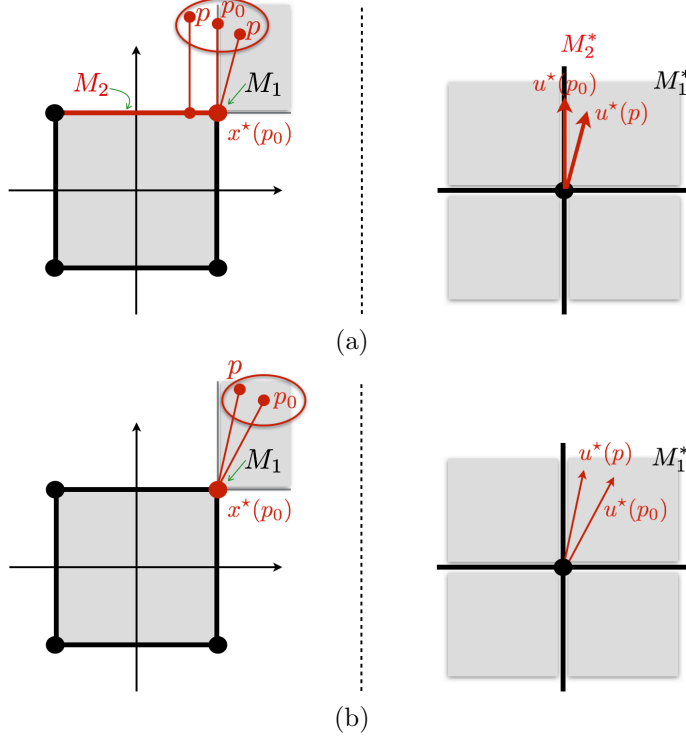 p p₀ p
M₂ M₁
x⋆(p₀)
M₂*
M₁*
u⋆(p₀)
u⋆(p)
(a)
p
p₀
M₁
x⋆(p₀)
M₁*
u⋆(p)
u⋆(p₀)
(b)